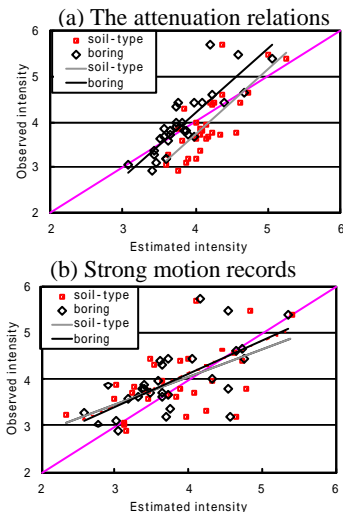 (a) The attenuation relations
6
5
4
3
2
soil-type
boring
soil-type
boring
Observed intensity
2 3 4 5 6
Estimated intensity
(b) Strong motion records
6
5
4
3
2
soil-type
boring
soil-type
boring
Observed intensity
2 3 4 5 6
Estimated intensity